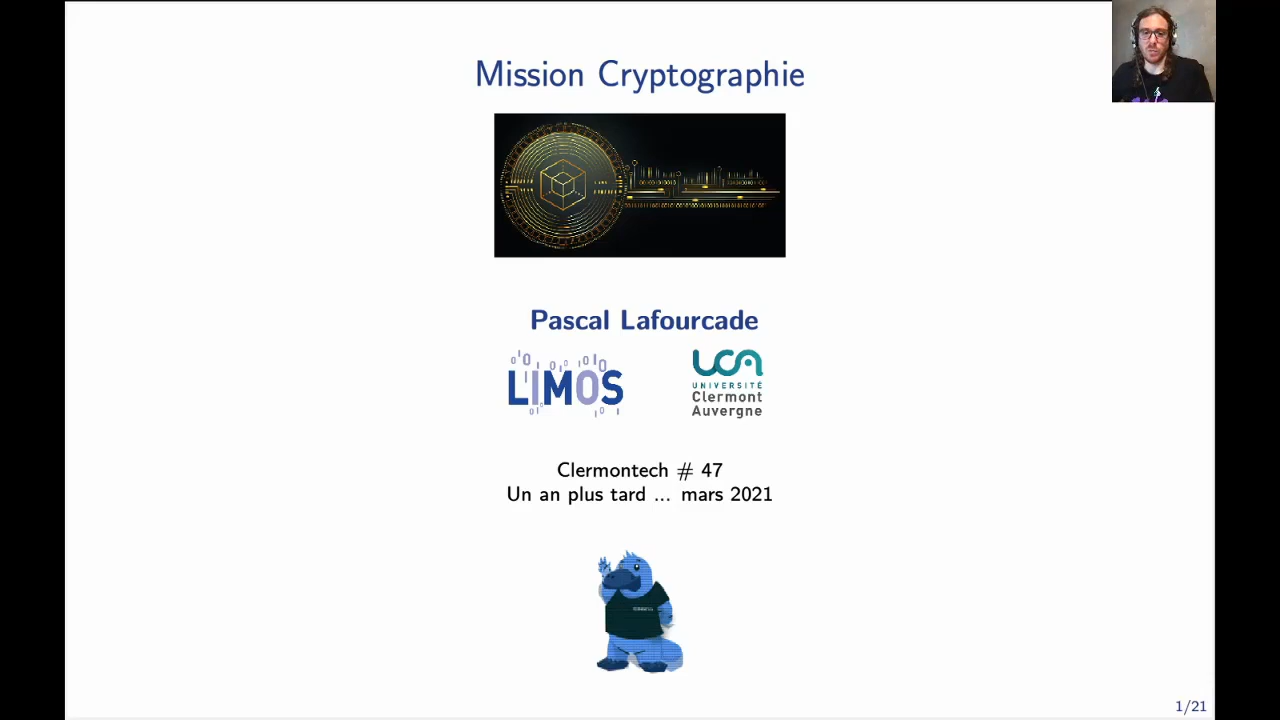 Mission Cryptographie
Pascal Lafourcade
LIMOS
UCA
UNIVERSITÉ
Clermont
Auvergne
Clermontech # 47
Un an plus tard ... mars 2021
1/21